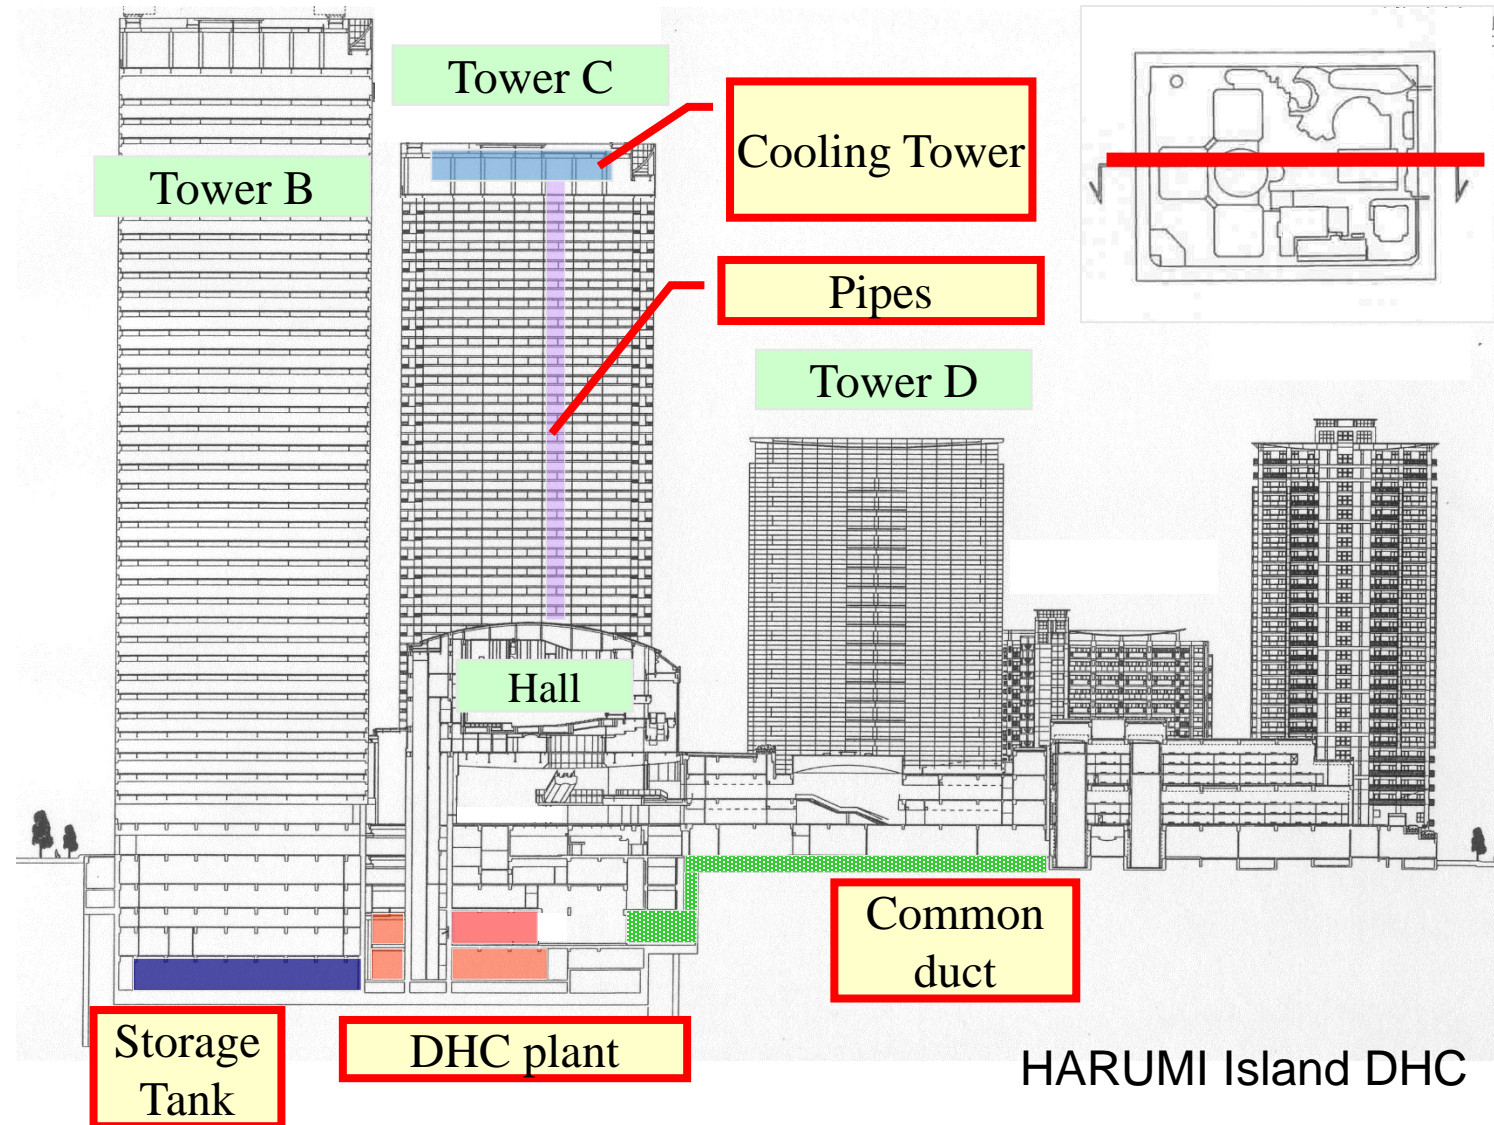 Tower C
Cooling Tower
Tower B
Pipes
Tower D
Hall
Common
duct
Storage
Tank
DHC plant
HARUMI Island DHC